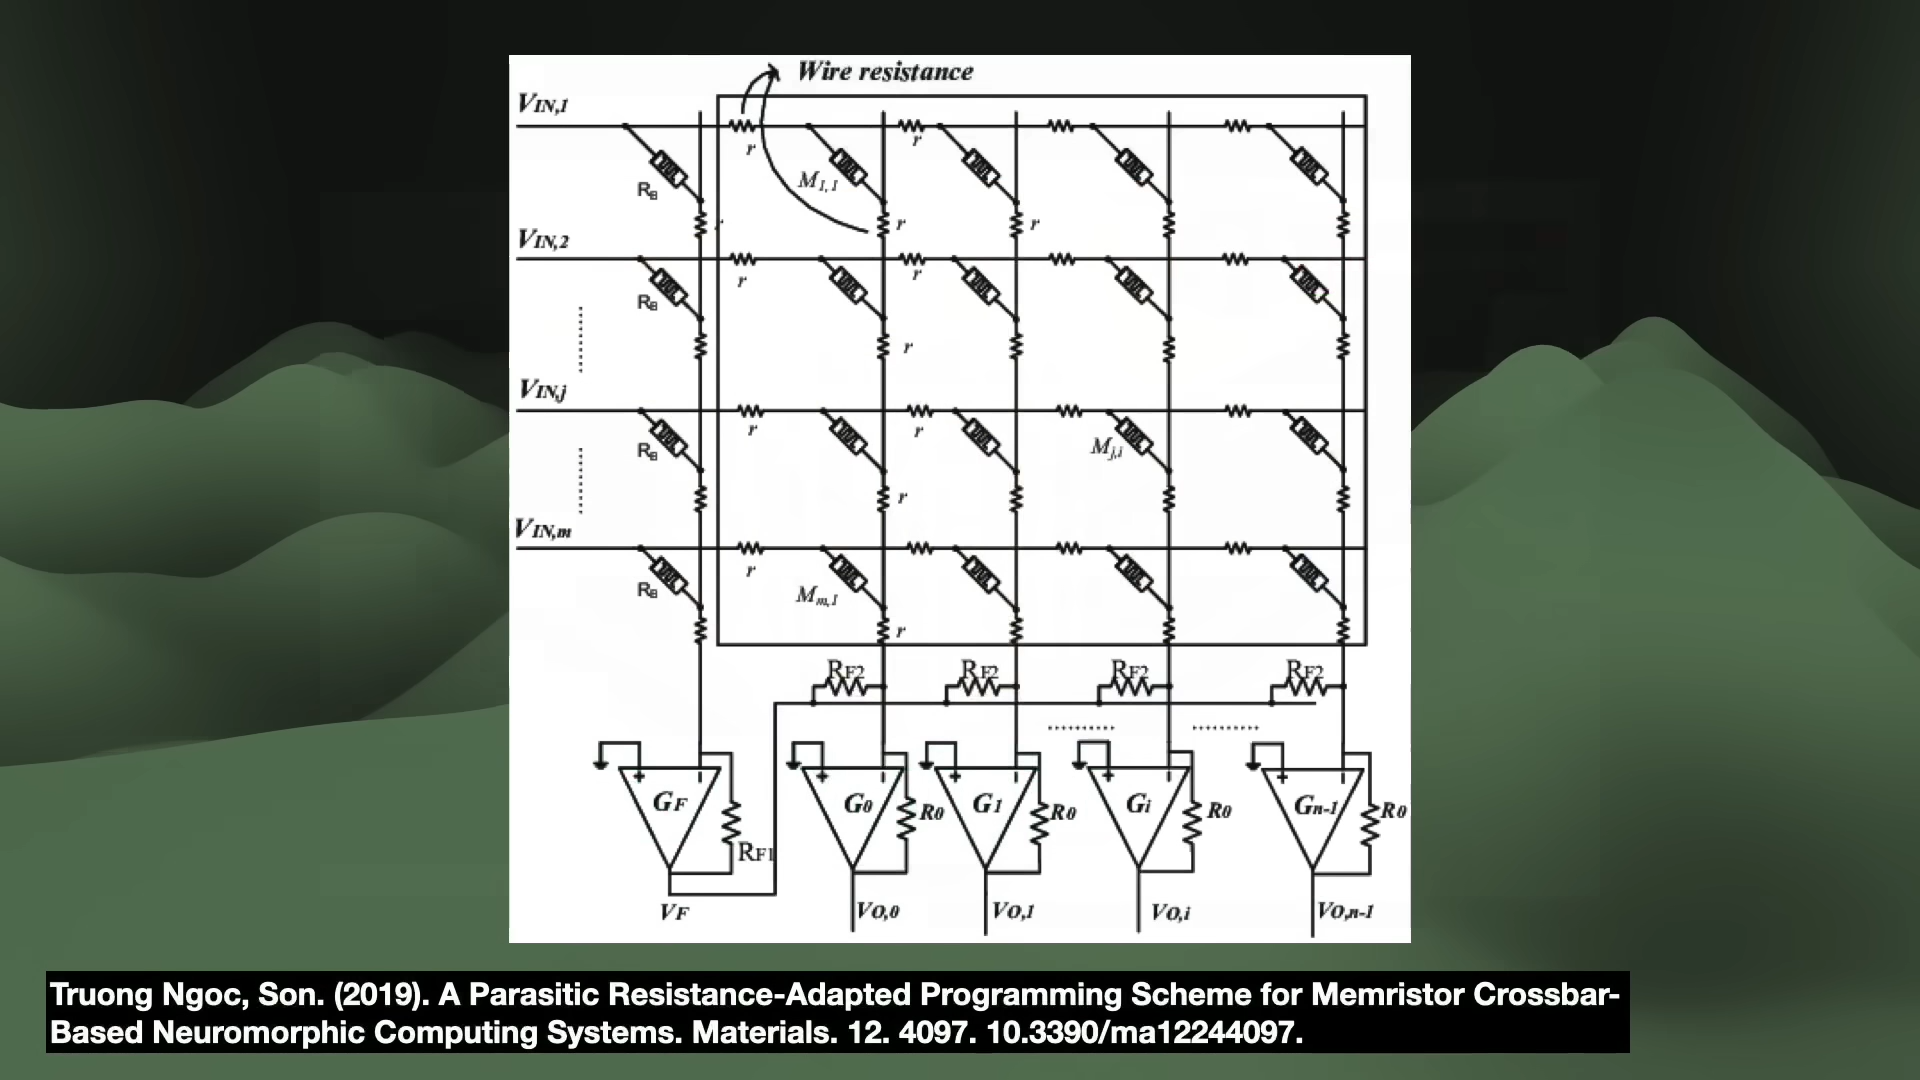 Wire resistance
VIN,1
r r
RB M1,1
r r r
VIN,2
r r
RB
r
VIN,j
r r
RB Mj,i
r
VIN,m
r
RB Mm,1
r
RF2 RF2 RF2 RF2
+ - + - + - + - + -
GF G0 R0 G1 R0 Gi R0 Gn-1 R0
RF1
VF VO,0 VO,1 VO,i VO,n-1
Truong Ngoc, Son. (2019). A Parasitic Resistance-Adapted Programming Scheme for Memristor Crossbar-
Based Neuromorphic Computing Systems. Materials. 12. 4097. 10.3390/ma12244097.